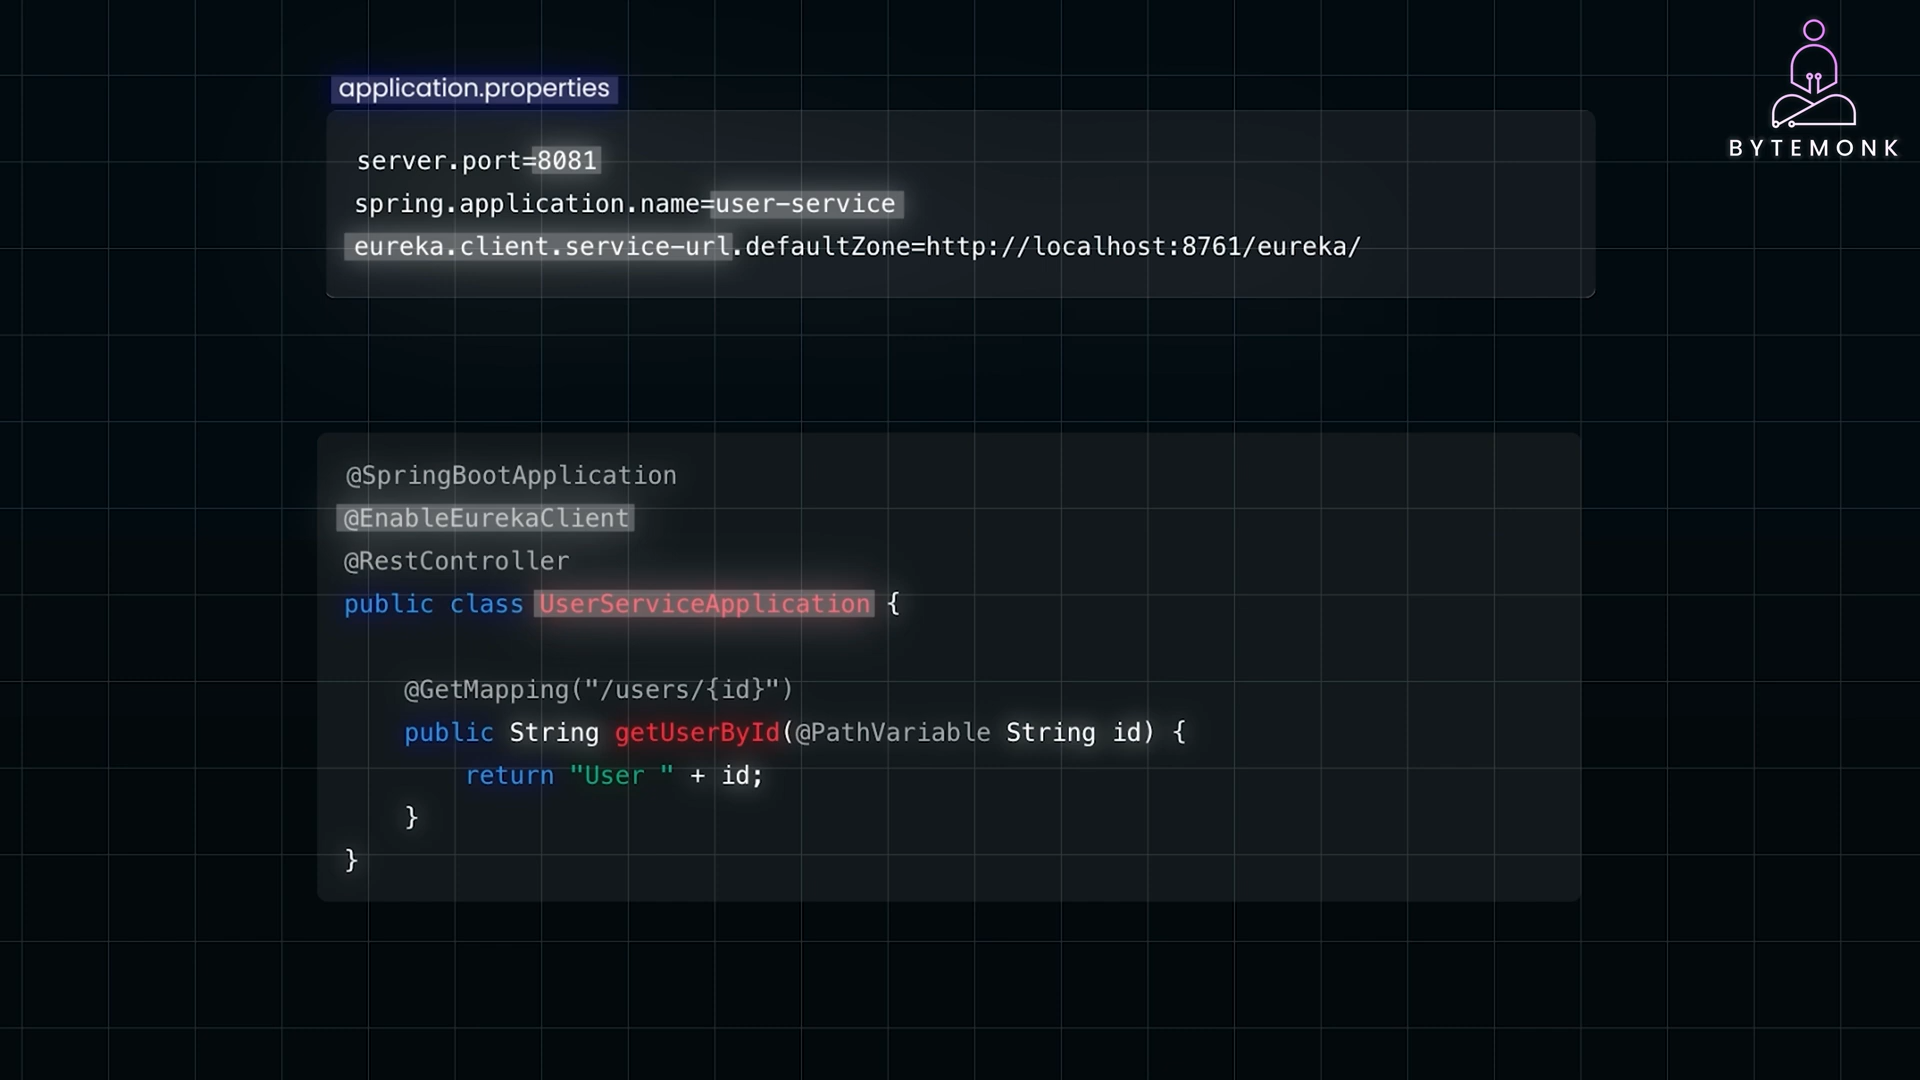 application.properties
BYTEMONK
server.port=8081
spring.application.name=user-service
eureka.client.service-url.defaultZone=http://localhost:8761/eureka/
@SpringBootApplication
@EnableEurekaClient
@RestController
public class UserServiceApplication {
@GetMapping("/users/{id}")
public String getUserById(@PathVariable String id) {
return "User " + id;
}
}